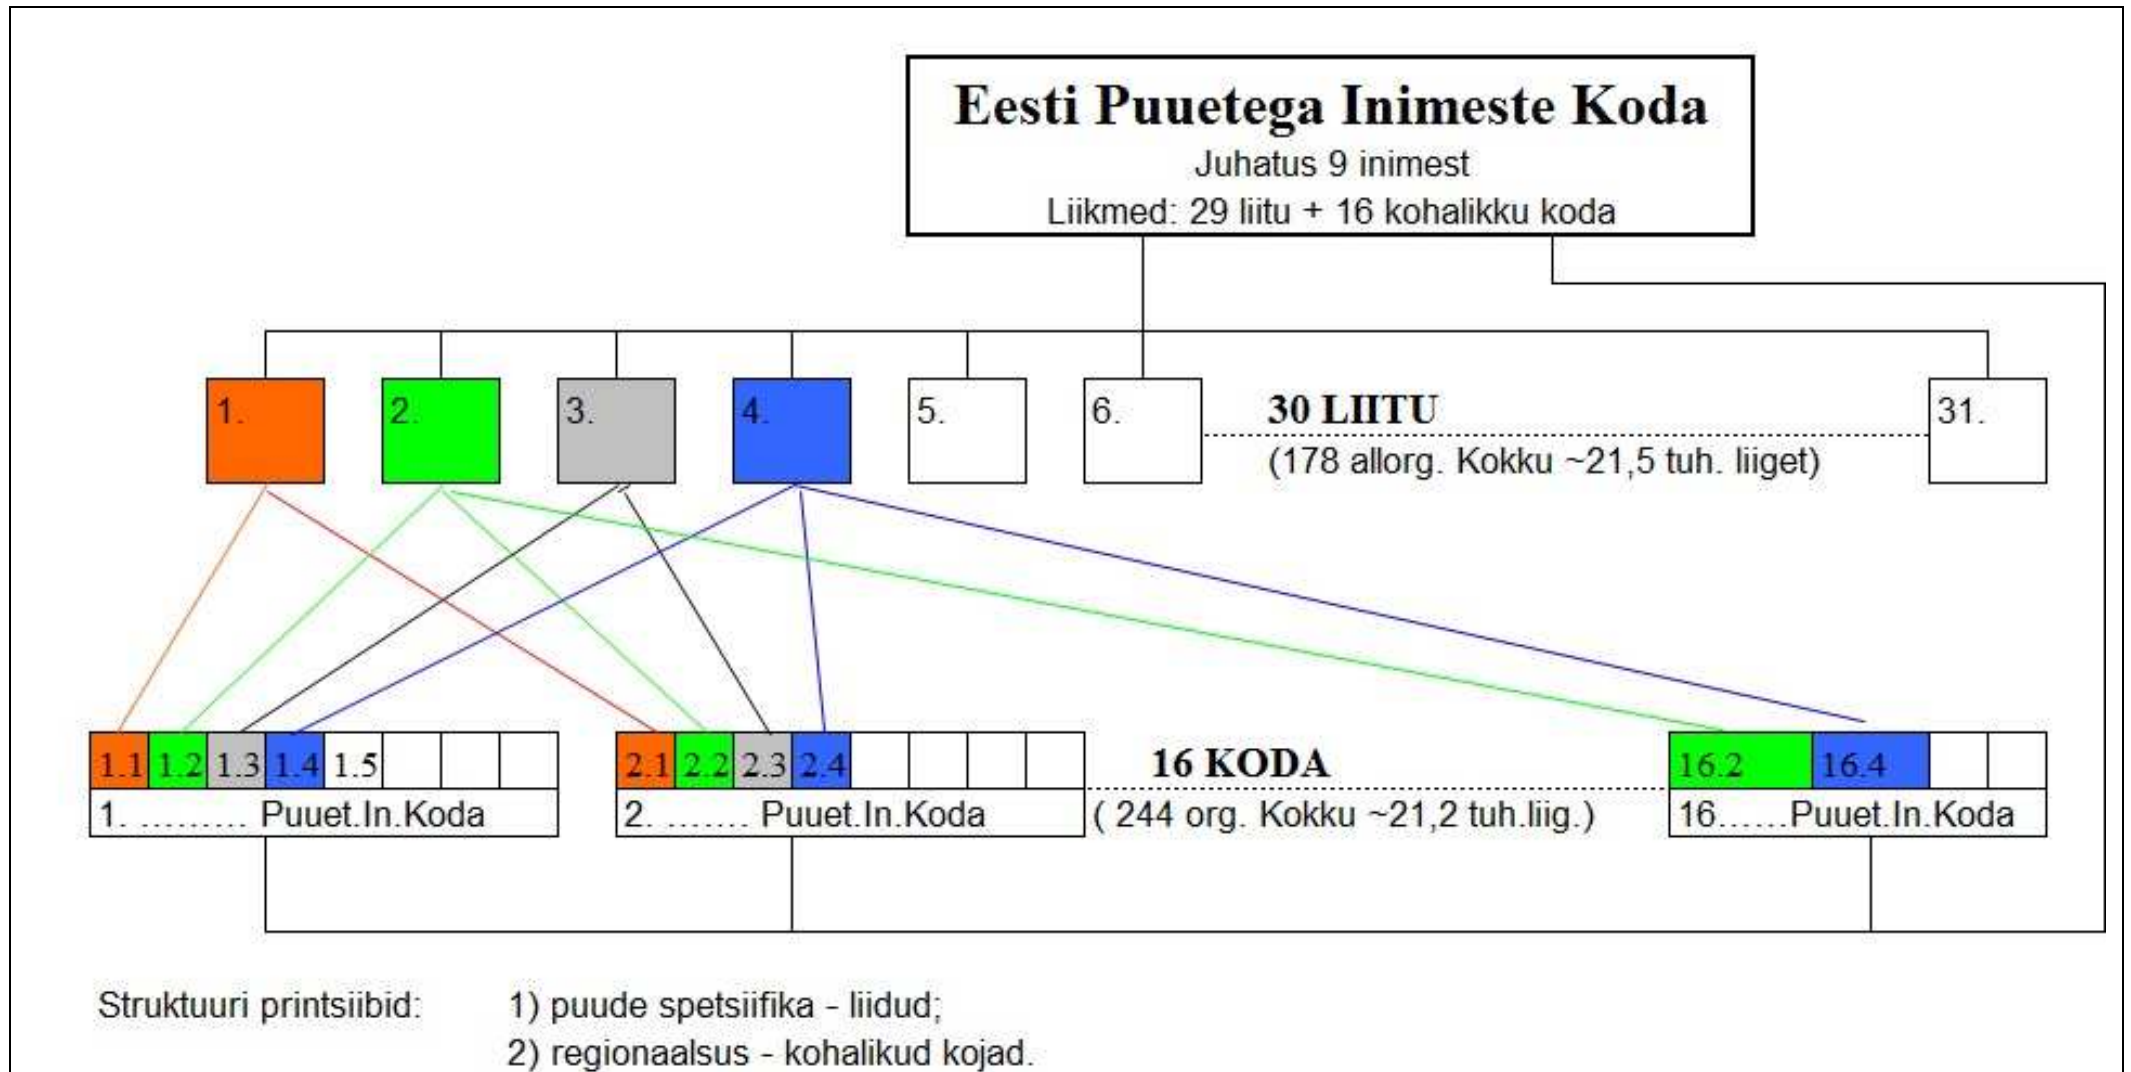 Eesti Puuetega Inimeste Koda
Juhatus 9 inimest
Liikmed: 29 liitu + 16 kohalikku koda
1.
2.
3.
4.
5.
6.
30 LIITU
(178 allorg. Kokku ~21,5 tuh. liiget)
31.
1.1 1.2 1.3 1.4 1.5
1. ......... Puuet.In.Koda
2.1 2.2 2.3 2.4
2. ....... Puuet.In.Koda
16 KODA
( 244 org. Kokku ~21,2 tuh.liig.)
16.2 16.4
16......Puuet.In.Koda
Struktuuri printsiibid:
1) puude spetsiifika - liidud;
2) regionaalsus - kohalikud kojad.